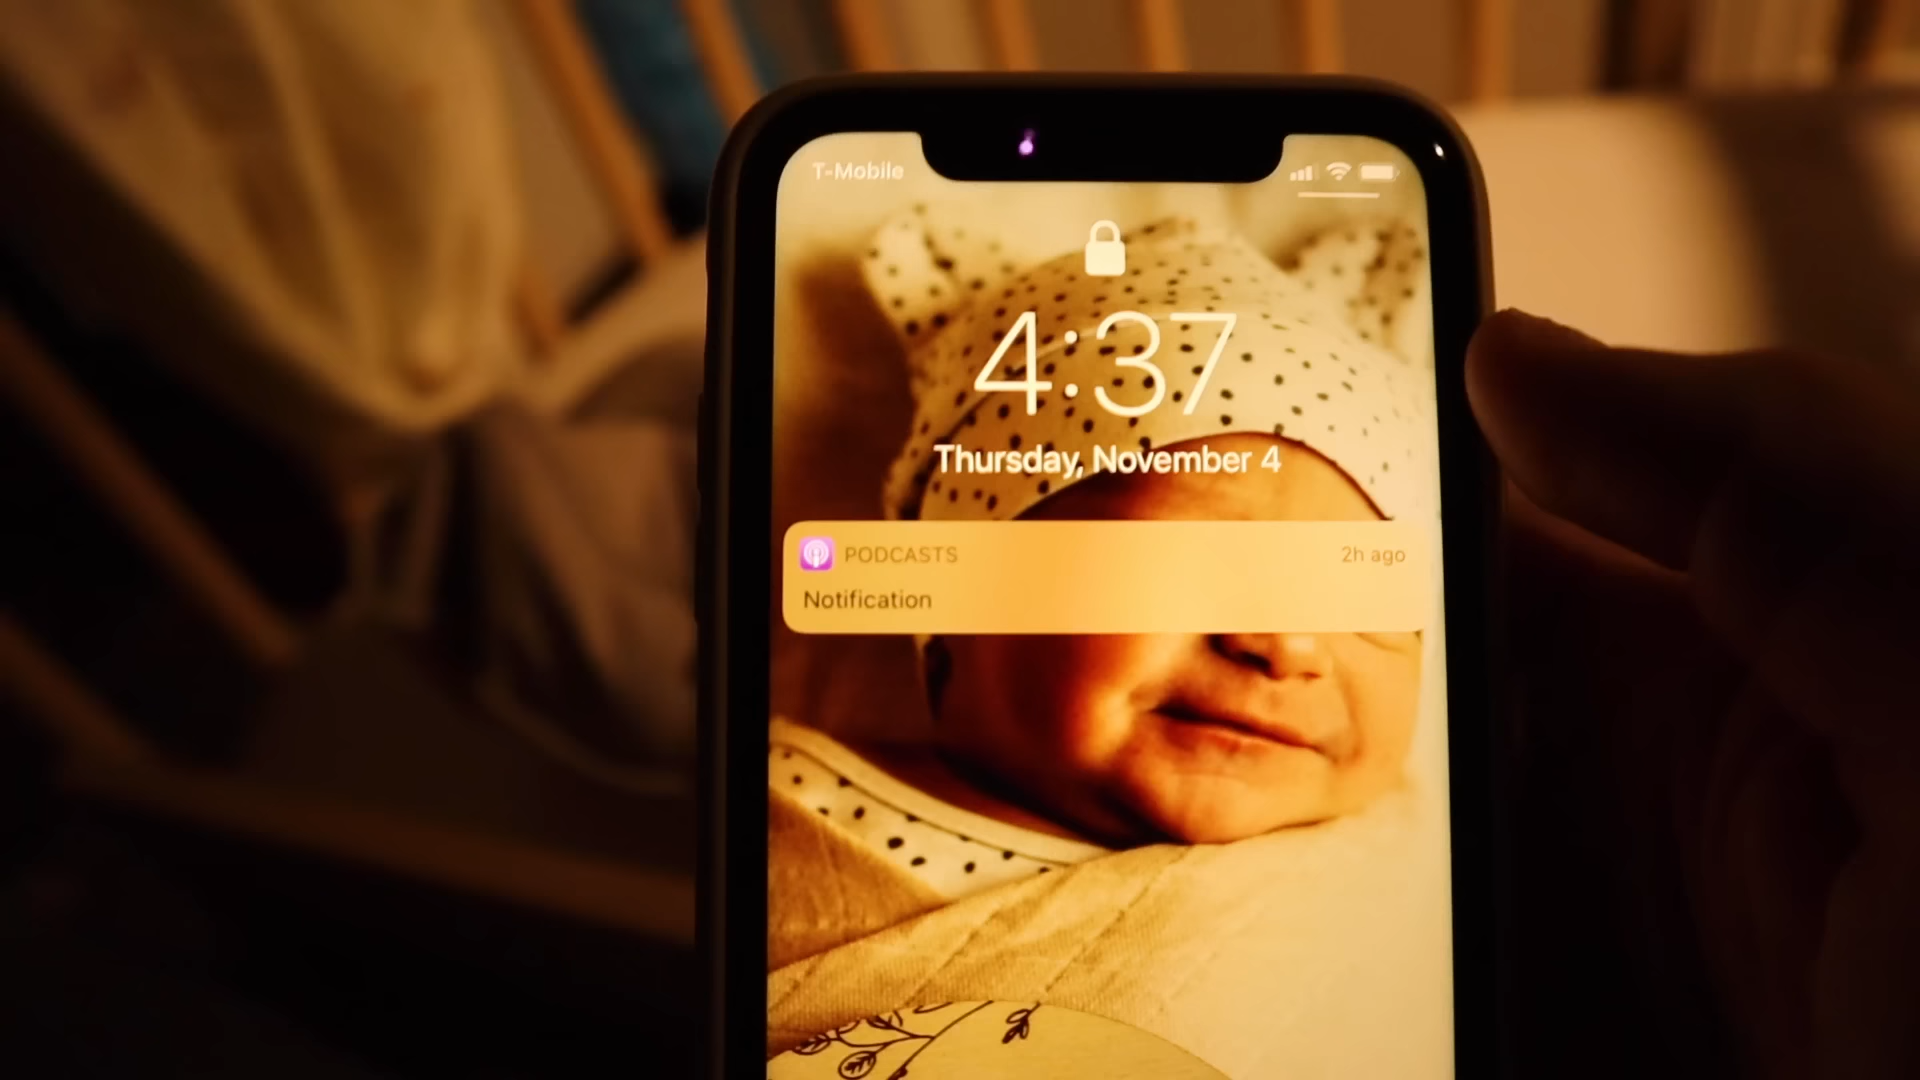 T-Mobile
4:37
Thursday, November 4
PODCASTS 2h ago
Notification